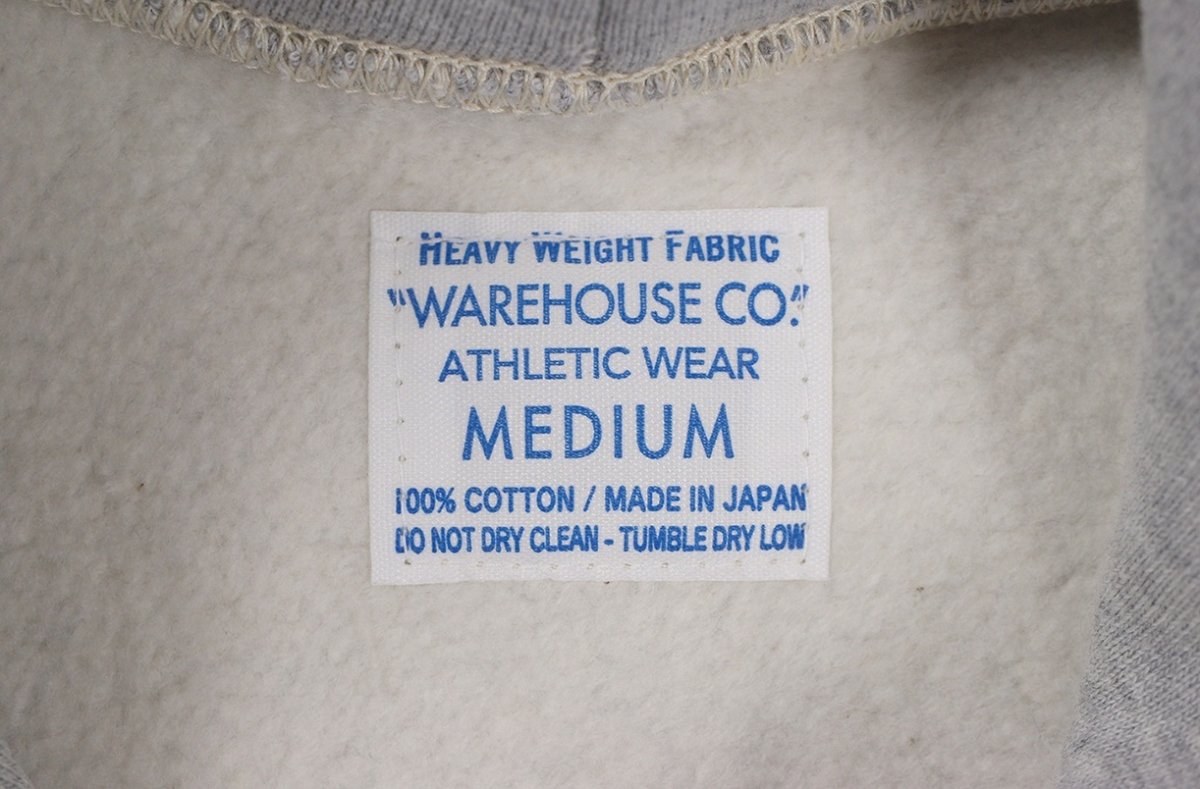 HEAVY WEIGHT FABRIC
"WAREHOUSE CO."
ATHLETIC WEAR
MEDIUM
100% COTTON / MADE IN JAPAN
DO NOT DRY CLEAN - TUMBLE DRY LOW